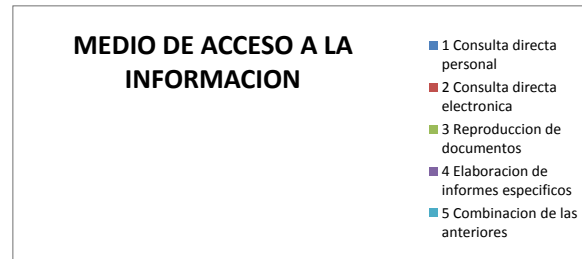 MEDIO DE ACCESO A LA
INFORMACION
1 Consulta directa
personal
2 Consulta directa
electronica
3 Reproduccion de
documentos
4 Elaboracion de
informes especificos
5 Combinacion de las
anteriores